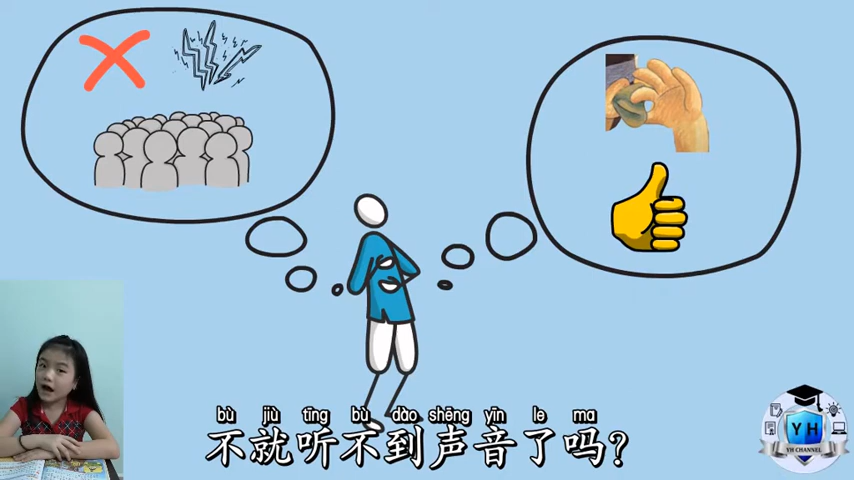 bù jiù tīng bù dào shēng yīn le ma
不就听不到声音了吗?
YH
YH CHANNEL